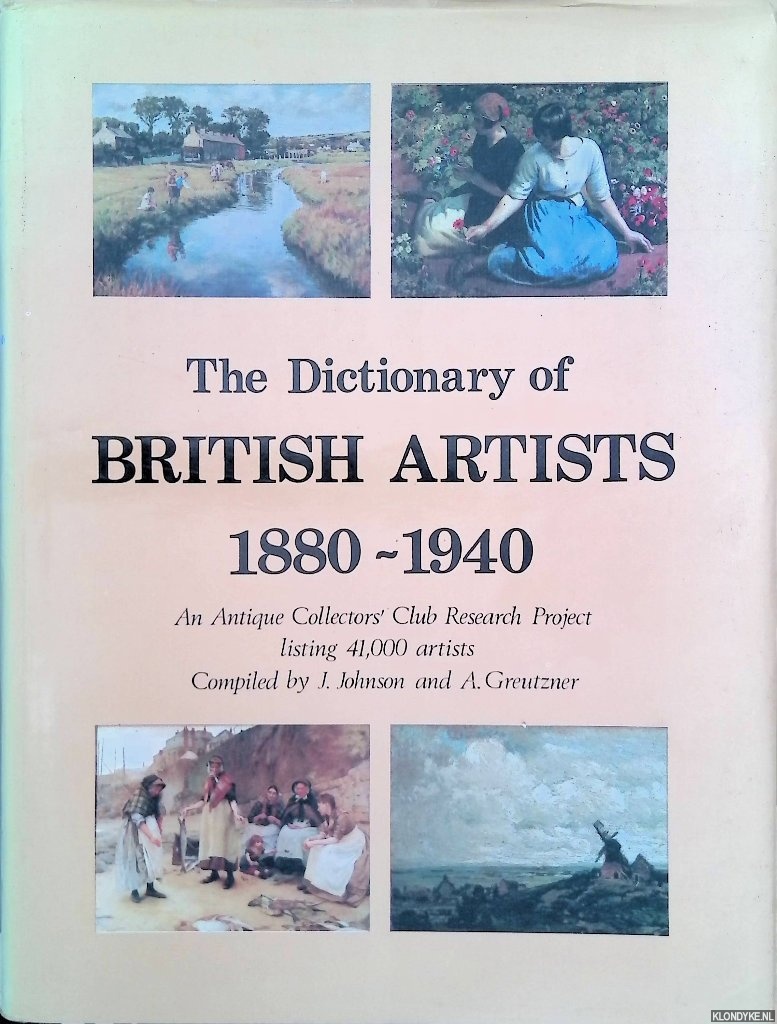 The Dictionary of
BRITISH ARTISTS
1880~1940
An Antique Collectors' Club Research Project
listing 41,000 artists
Compiled by J. Johnson and A. Greutzner
KLONDYKE.NL